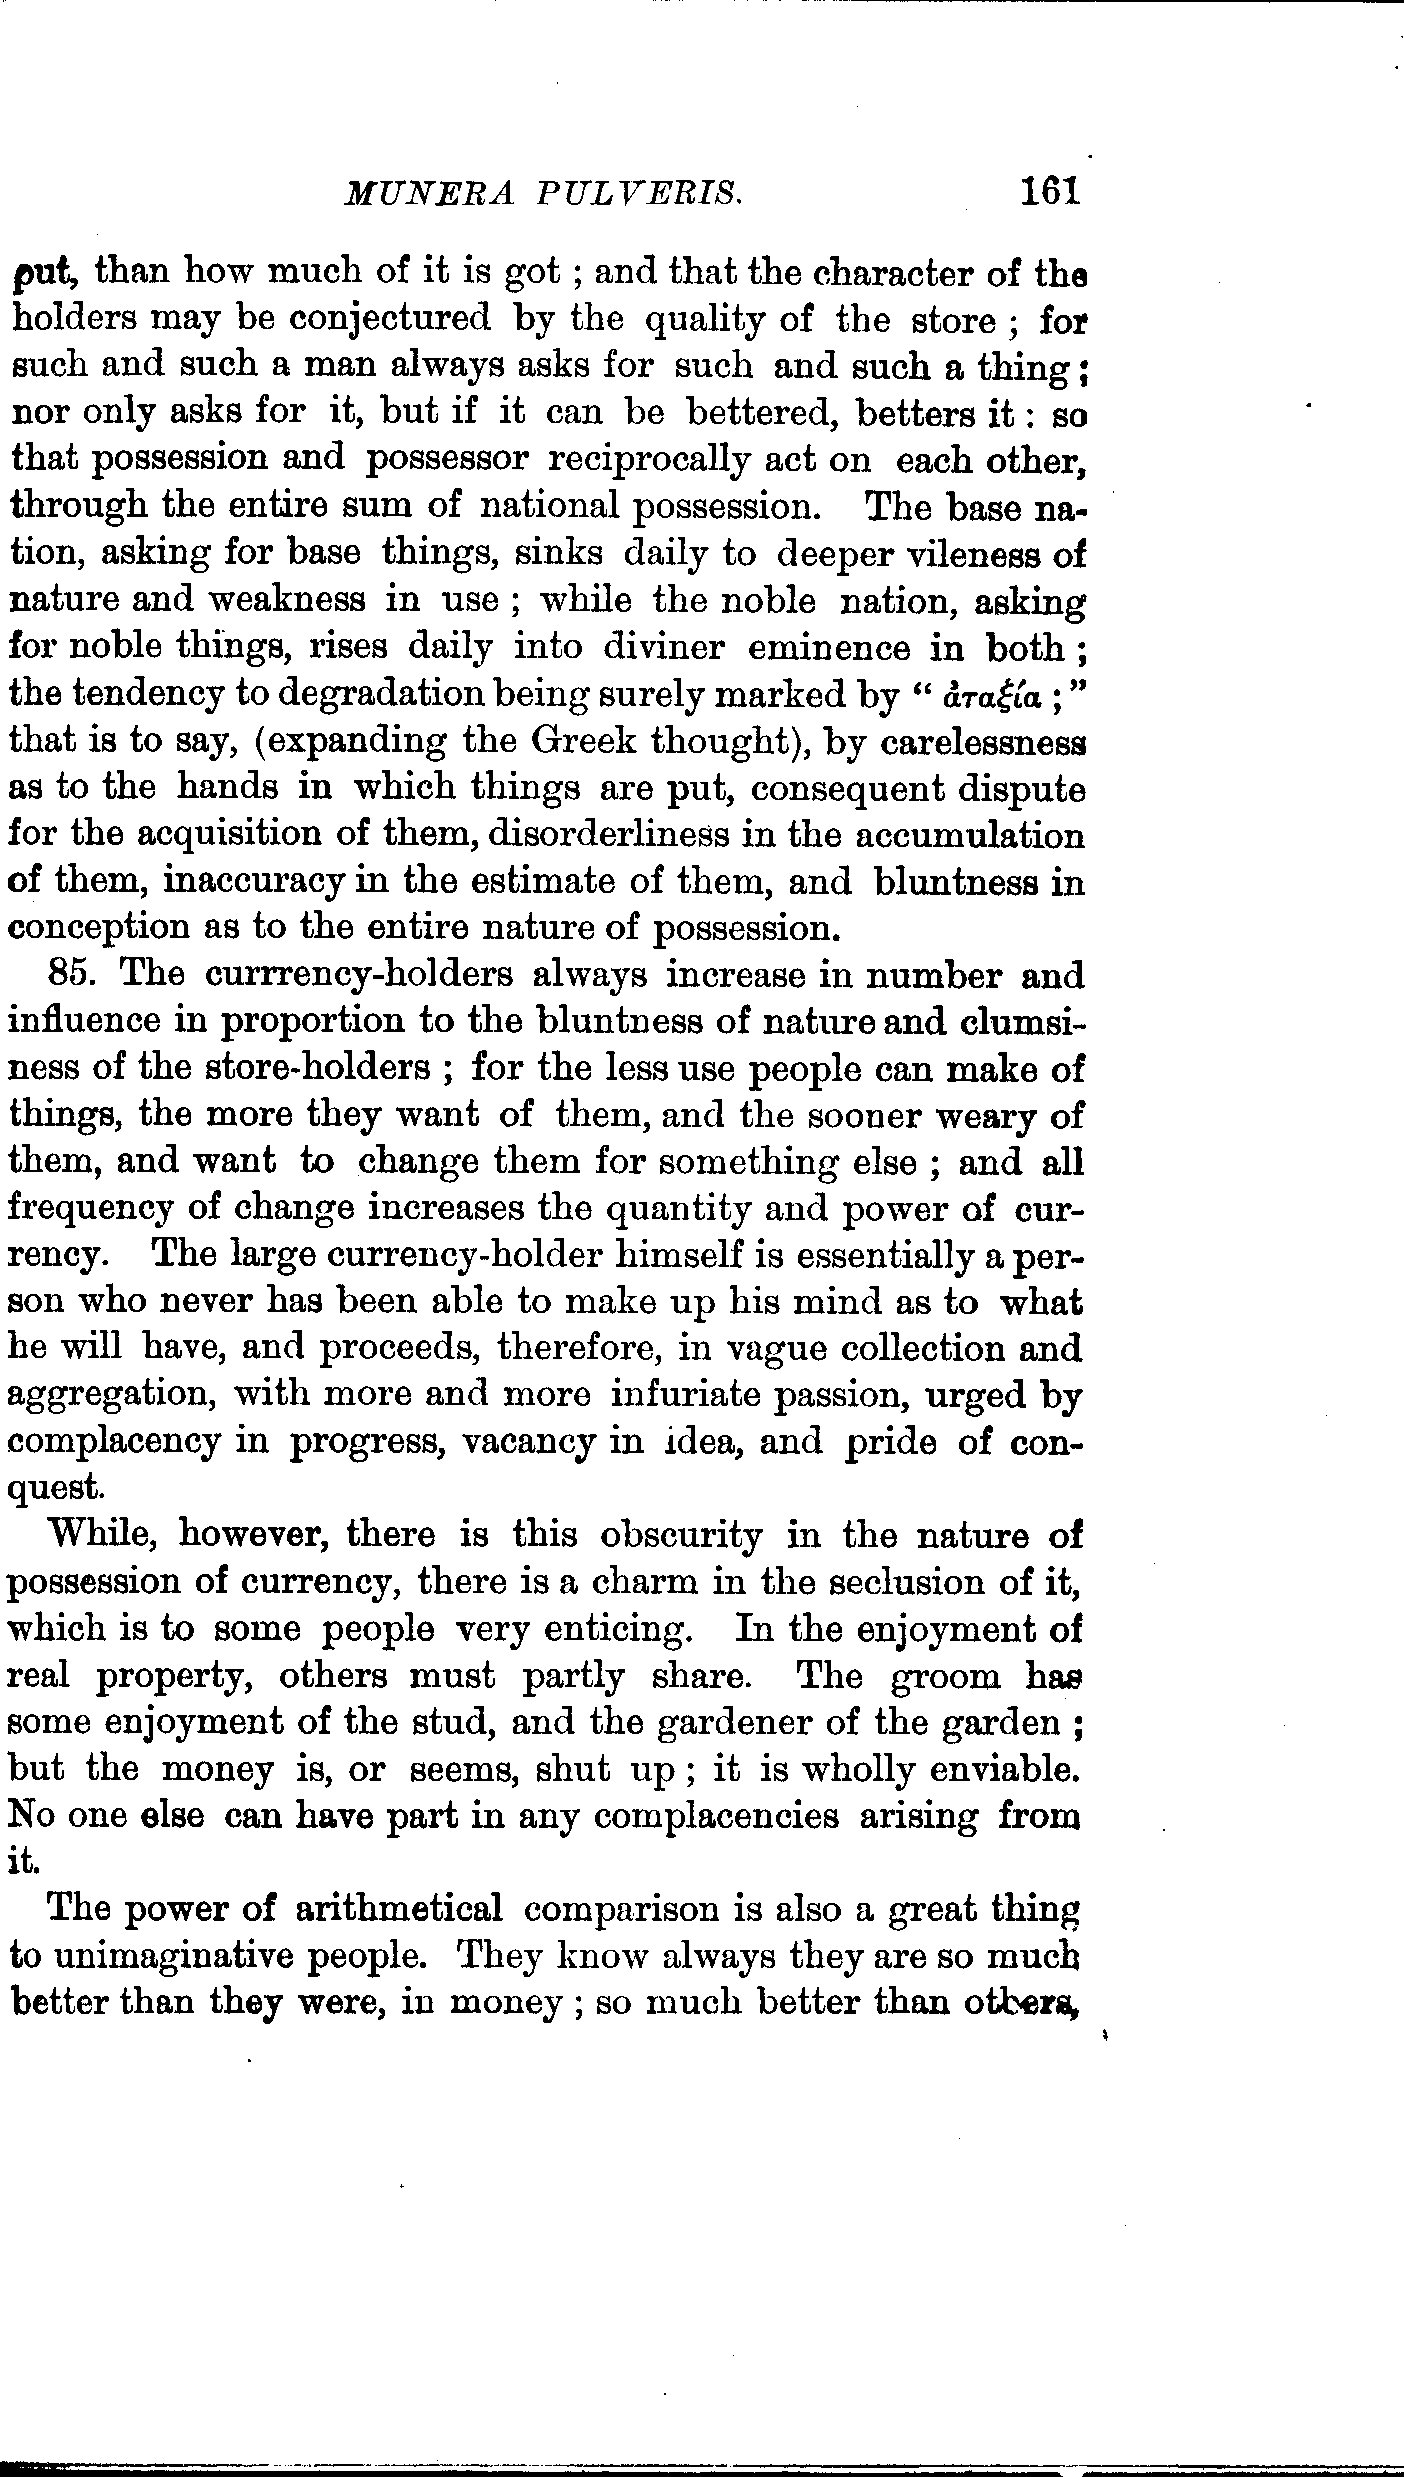 MUNERA PULVERIS. 161
put, than how much of it is got ; and that the character of the
holders may be conjectured by the quality of the store ; for
such and such a man always asks for such and such a thing ;
nor only asks for it, but if it can be bettered, betters it : so
that possession and possessor reciprocally act on each other,
through the entire sum of national possession. The base na-
tion, asking for base things, sinks daily to deeper vileness of
nature and weakness in use ; while the noble nation, asking
for noble things, rises daily into diviner eminence in both ;
the tendency to degradation being surely marked by “ ἀταξία ;”
that is to say, (expanding the Greek thought), by carelessness
as to the hands in which things are put, consequent dispute
for the acquisition of them, disorderliness in the accumulation
of them, inaccuracy in the estimate of them, and bluntness in
conception as to the entire nature of possession.
85. The currrency-holders always increase in number and
influence in proportion to the bluntness of nature and clumsi-
ness of the store-holders ; for the less use people can make of
things, the more they want of them, and the sooner weary of
them, and want to change them for something else ; and all
frequency of change increases the quantity and power of cur-
rency. The large currency-holder himself is essentially a per-
son who never has been able to make up his mind as to what
he will have, and proceeds, therefore, in vague collection and
aggregation, with more and more infuriate passion, urged by
complacency in progress, vacancy in idea, and pride of con-
quest.
While, however, there is this obscurity in the nature of
possession of currency, there is a charm in the seclusion of it,
which is to some people very enticing. In the enjoyment of
real property, others must partly share. The groom has
some enjoyment of the stud, and the gardener of the garden ;
but the money is, or seems, shut up ; it is wholly enviable.
No one else can have part in any complacencies arising from
it.
The power of arithmetical comparison is also a great thing
to unimaginative people. They know always they are so much
better than they were, in money ; so much better than others,